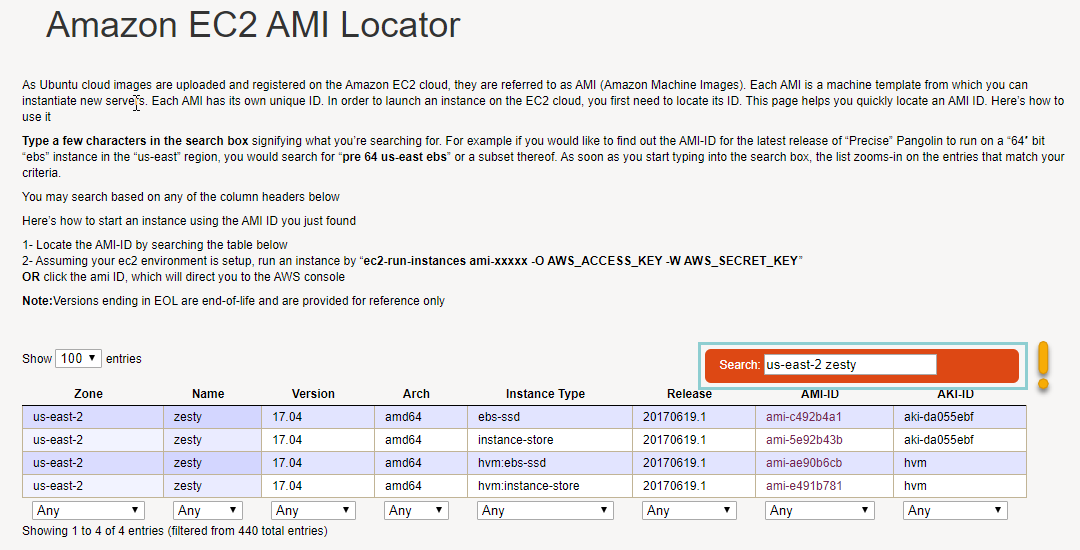 Amazon EC2 AMI Locator
As Ubuntu cloud images are uploaded and registered on the Amazon EC2 cloud, they are referred to as AMI (Amazon Machine Images). Each AMI is a machine template from which you can
instantiate new servers. Each AMI has its own unique ID. In order to launch an instance on the EC2 cloud, you first need to locate its ID. This page helps you quickly locate an AMI ID. Here’s how to
use it
Type a few characters in the search box signifying what you’re searching for. For example if you would like to find out the AMI-ID for the latest release of “Precise” Pangolin to run on a “64″ bit
“ebs” instance in the “us-east” region, you would search for “pre 64 us-east ebs” or a subset thereof. As soon as you start typing into the search box, the list zooms-in on the entries that match your
criteria.
You may search based on any of the column headers below
Here’s how to start an instance using the AMI ID you just found
1- Locate the AMI-ID by searching the table below
2- Assuming your ec2 environment is setup, run an instance by “ec2-run-instances ami-xxxxx -O AWS_ACCESS_KEY -W AWS_SECRET_KEY”
OR click the ami ID, which will direct you to the AWS console
Note:Versions ending in EOL are end-of-life and are provided for reference only
Show 100 entries
Search: us-east-2 zesty
Zone Name Version Arch Instance Type Release AMI-ID AKI-ID
us-east-2 zesty 17.04 amd64 ebs-ssd 20170619.1 ami-c492b4a1 aki-da055ebf
us-east-2 zesty 17.04 amd64 instance-store 20170619.1 ami-5e92b43b aki-da055ebf
us-east-2 zesty 17.04 amd64 hvm:ebs-ssd 20170619.1 ami-ae90b6cb hvm
us-east-2 zesty 17.04 amd64 hvm:instance-store 20170619.1 ami-e491b781 hvm
Any Any Any Any Any Any Any Any
Showing 1 to 4 of 4 entries (filtered from 440 total entries)